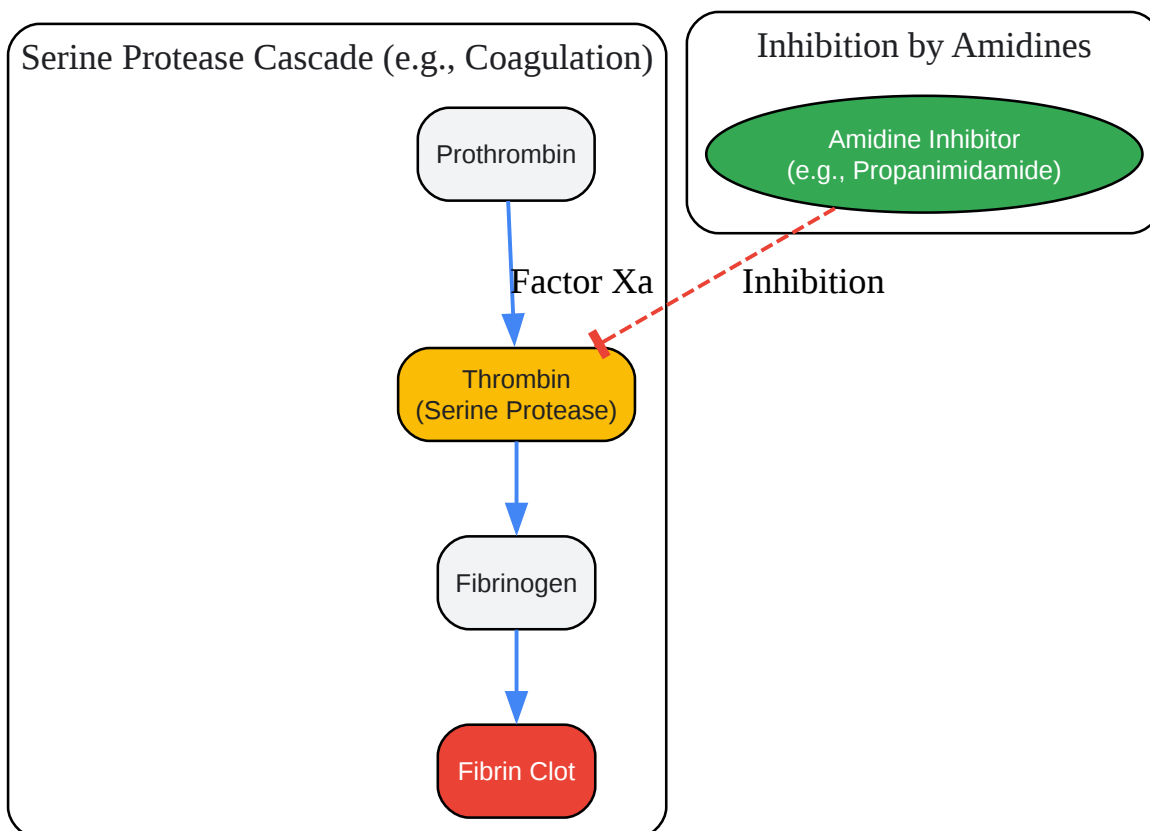 Serine Protease Cascade (e.g., Coagulation)
Inhibition by Amidines
Prothrombin
Amidine Inhibitor
(e.g., Propanimidamide)
Factor Xa
Inhibition
Thrombin
(Serine Protease)
Fibrinogen
Fibrin Clot